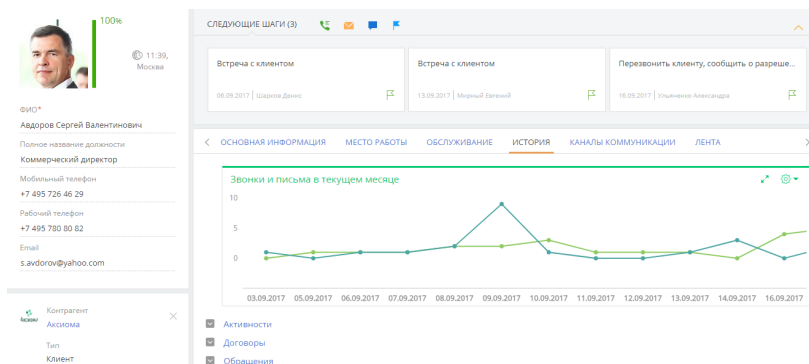 100%
11:39,
Москва
ФИО*
Авдоров Сергей Валентинович
Полное название должности
Коммерческий директор
Мобильный телефон
+7 495 726 46 29
Рабочий телефон
+7 495 780 80 82
Email
s.avdorov@yahoo.com
Контрагент
Аксиома
Тип
Клиент
СЛЕДУЮЩИЕ ШАГИ (3)
Встреча с клиентом
06.09.2017 | Шарков Денис
Встреча с клиентом
13.09.2017 | Мирный Евгений
Перезвонить клиенту, сообщить о разреше...
16.09.2017 | Ульяненко Александра
ОСНОВНАЯ ИНФОРМАЦИЯ МЕСТО РАБОТЫ ОБСЛУЖИВАНИЕ ИСТОРИЯ КАНАЛЫ КОММУНИКАЦИИ ЛЕНТА
Звонки и письма в текущем месяце
10
5
0
03.09.2017 05.09.2017 06.09.2017 07.09.2017 08.09.2017 09.09.2017 10.09.2017 11.09.2017 12.09.2017 13.09.2017 14.09.2017 16.09.2017
Активности
Договоры
Обращения